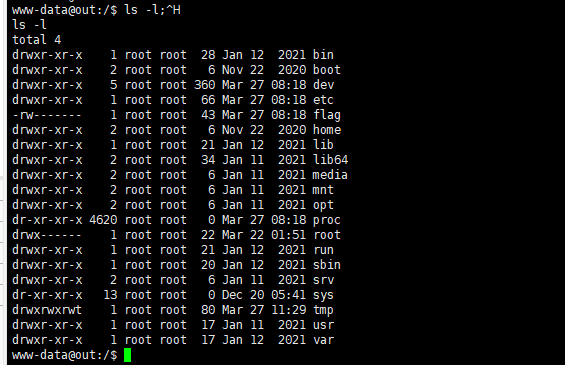 www-data@out:/$ ls -l;^H
ls -l
total 4
drwxr-xr-x    1 root root  28 Jan 12  2021 bin
drwxr-xr-x    2 root root   6 Nov 22  2020 boot
drwxr-xr-x    5 root root 360 Mar 27 08:18 dev
drwxr-xr-x    1 root root  66 Mar 27 08:18 etc
-rw-------    1 root root  43 Mar 27 08:18 flag
drwxr-xr-x    2 root root   6 Nov 22  2020 home
drwxr-xr-x    1 root root  21 Jan 12  2021 lib
drwxr-xr-x    2 root root  34 Jan 11  2021 lib64
drwxr-xr-x    2 root root   6 Jan 11  2021 media
drwxr-xr-x    2 root root   6 Jan 11  2021 mnt
drwxr-xr-x    2 root root   6 Jan 11  2021 opt
dr-xr-xr-x 4620 root root   0 Mar 27 08:18 proc
drwx------    1 root root  22 Mar 22 01:51 root
drwxr-xr-x    1 root root  21 Jan 12  2021 run
drwxr-xr-x    1 root root  20 Jan 12  2021 sbin
drwxr-xr-x    2 root root   6 Jan 11  2021 srv
dr-xr-xr-x   13 root root   0 Dec 20 05:41 sys
drwxrwxrwt    1 root root  80 Mar 27 11:29 tmp
drwxr-xr-x    1 root root  17 Jan 11  2021 usr
drwxr-xr-x    1 root root  17 Jan 12  2021 var
www-data@out:/$